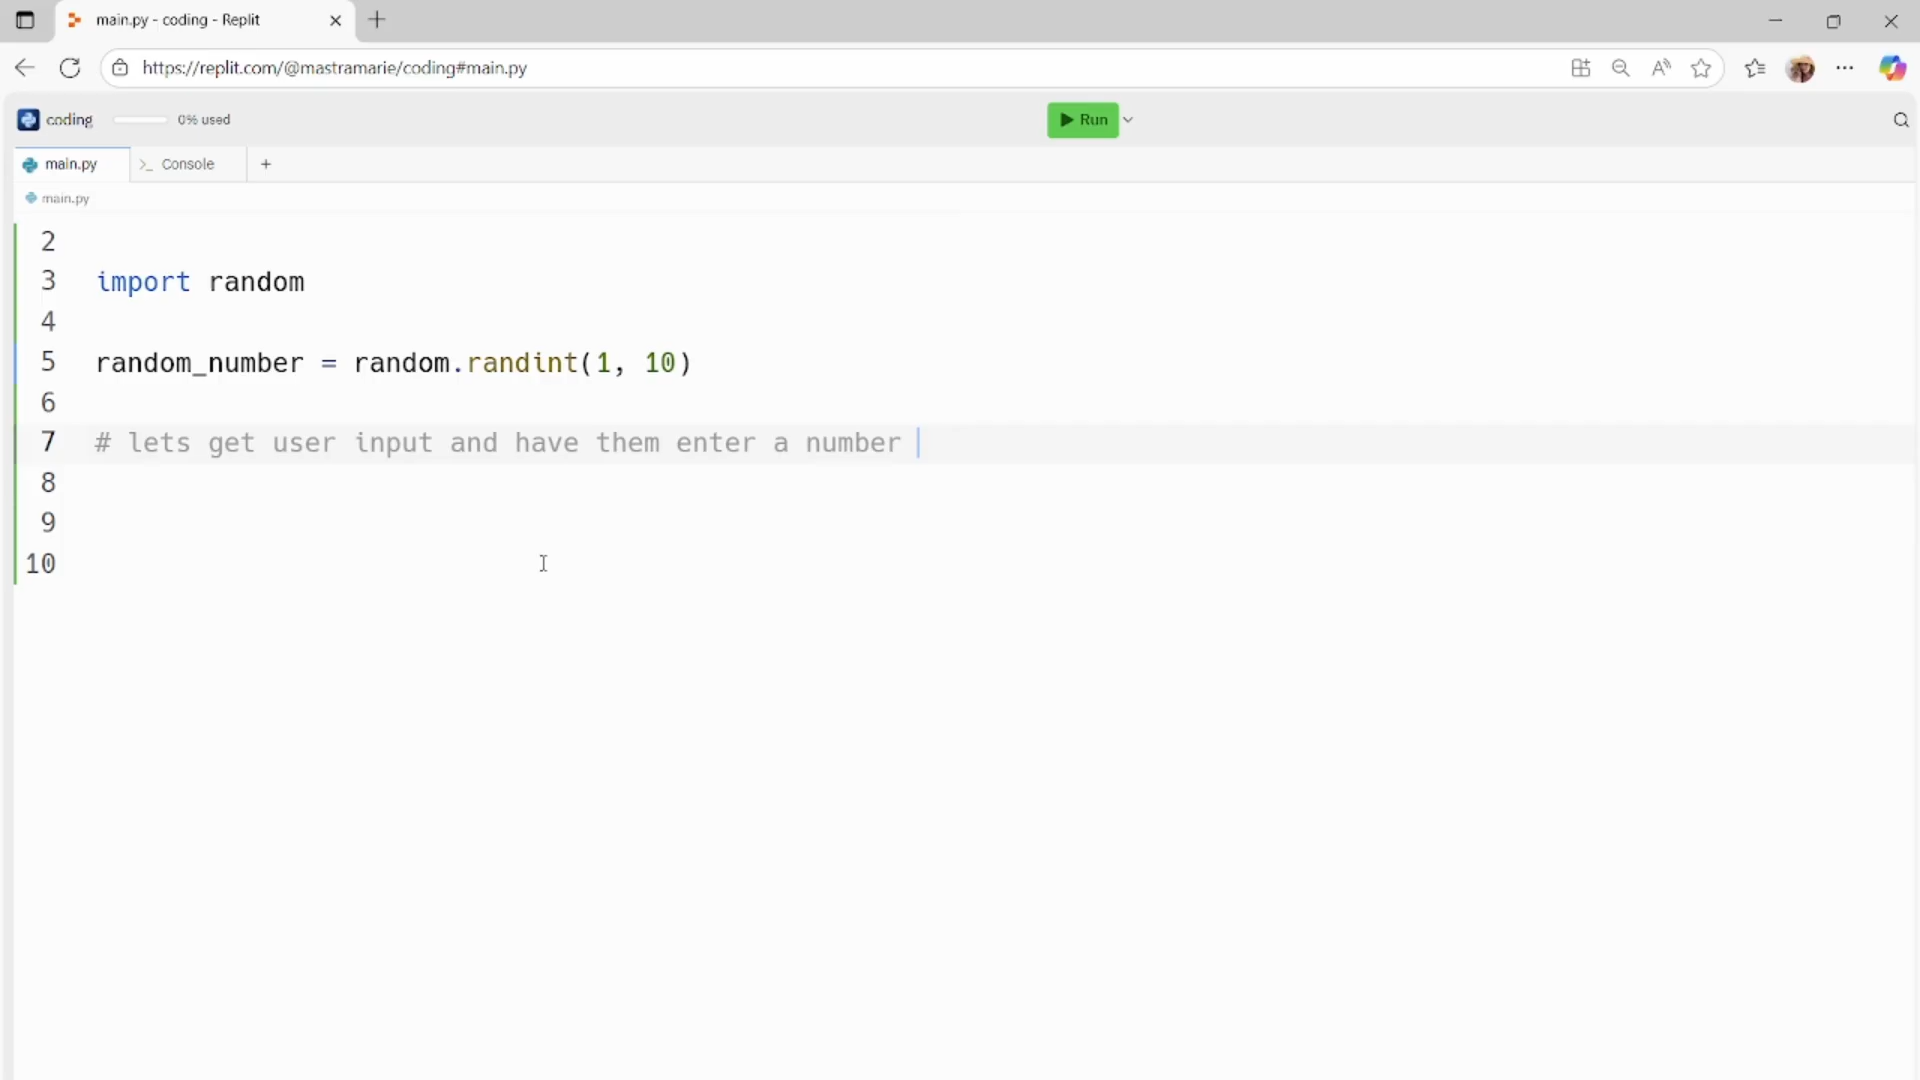 main.py - coding - Replit
https://replit.com/@mastramarie/coding#main.py
coding 0% used Run
main.py >_ Console +
main.py
2
3 import random
4
5 random_number = random.randint(1, 10)
6
7 # lets get user input and have them enter a number
8
9
10